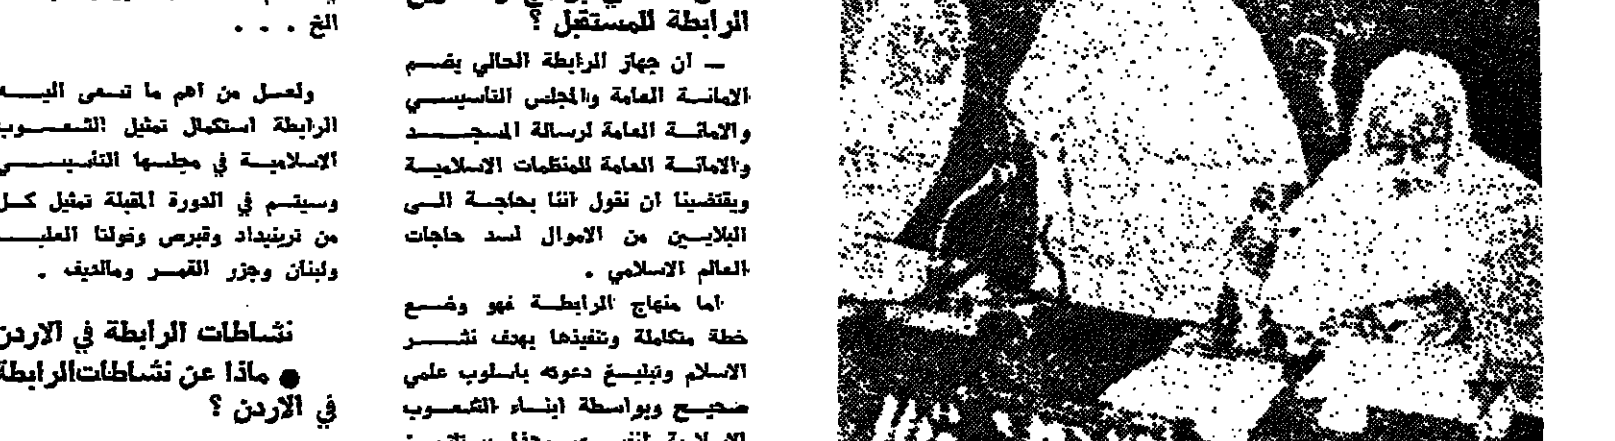 الرابطة للمستقبل ؟
— ان جهاز الرابطة الحالي يضم
الامانة العامة والمجلس التأسيسي
والامانة العامة لرسالة المسجد
والامانة العامة للمنظمات الاسلامية
ويقتضينا ان نقول اننا بحاجة الى
البلايين من الاموال لسد حاجات
العالم الاسلامي .
اما منهاج الرابطة فهو وضع
خطة متكاملة وتنفيذها بهدف نشر
الاسلام وتبليغ دعوته باسلوب علمي
صحيح وبواسطة ابناء الشعوب
الخ . . .
ولعل من اهم ما تسعى اليه
الرابطة استكمال تمثيل الشعوب
الاسلامية في مجلسها التأسيسي
وسيتم في الدورة المقبلة تمثيل كل
من ترينيداد وقبرص وفولتا العليا
ولبنان وجزر القمر ومالديف .
نشاطات الرابطة في الاردن
● ماذا عن نشاطات الرابطة
في الاردن ؟